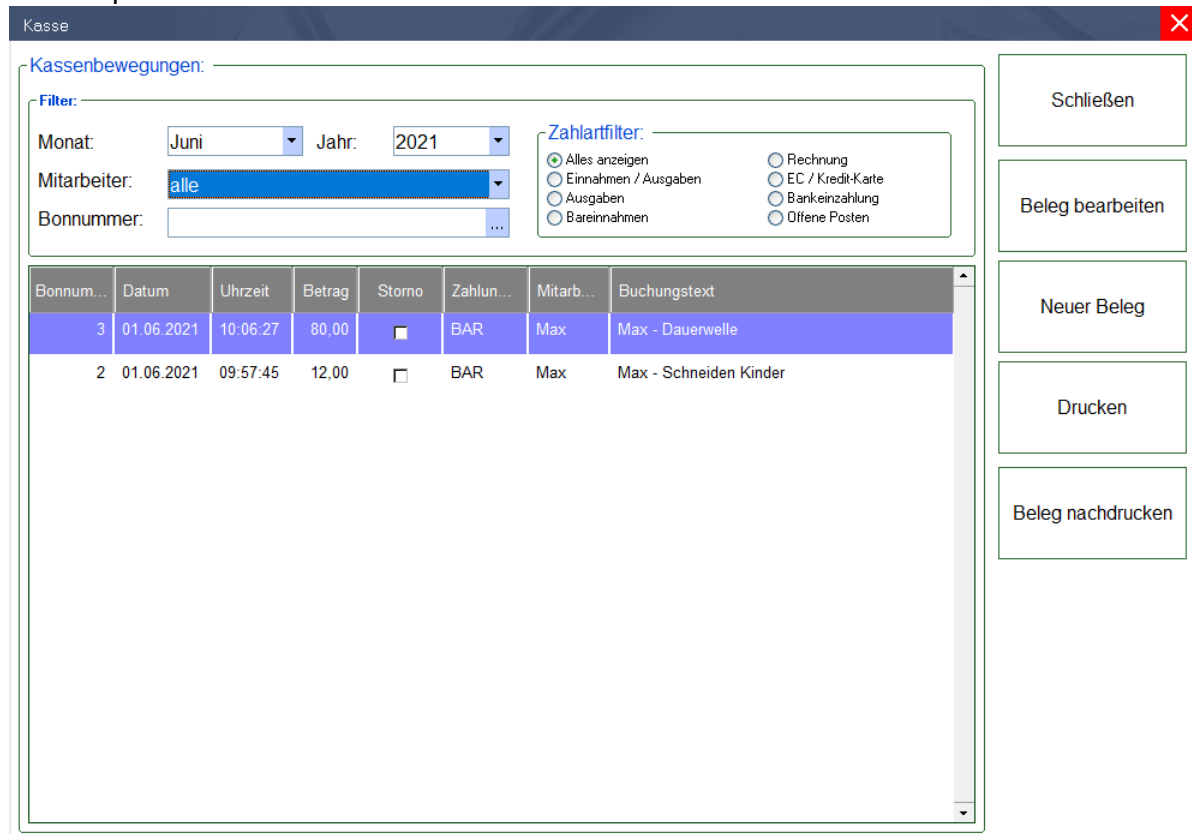 Kasse
Kassenbewegungen:
Schließen
Filter:
Monat: Juni Jahr: 2021
Mitarbeiter: alle
Bonnummer: ...
Zahlartfilter:
Alles anzeigen Rechnung
Einnahmen / Ausgaben EC / Kredit-Karte
Ausgaben Bankeinzahlung
Bareinnahmen Offene Posten
Beleg bearbeiten
Bonnum... Datum Uhrzeit Betrag Storno Zahlun... Mitarb... Buchungstext
3 01.06.2021 10:06:27 80,00 BAR Max Max - Dauerwelle
2 01.06.2021 09:57:45 12,00 BAR Max Max - Schneiden Kinder
Neuer Beleg
Drucken
Beleg nachdrucken